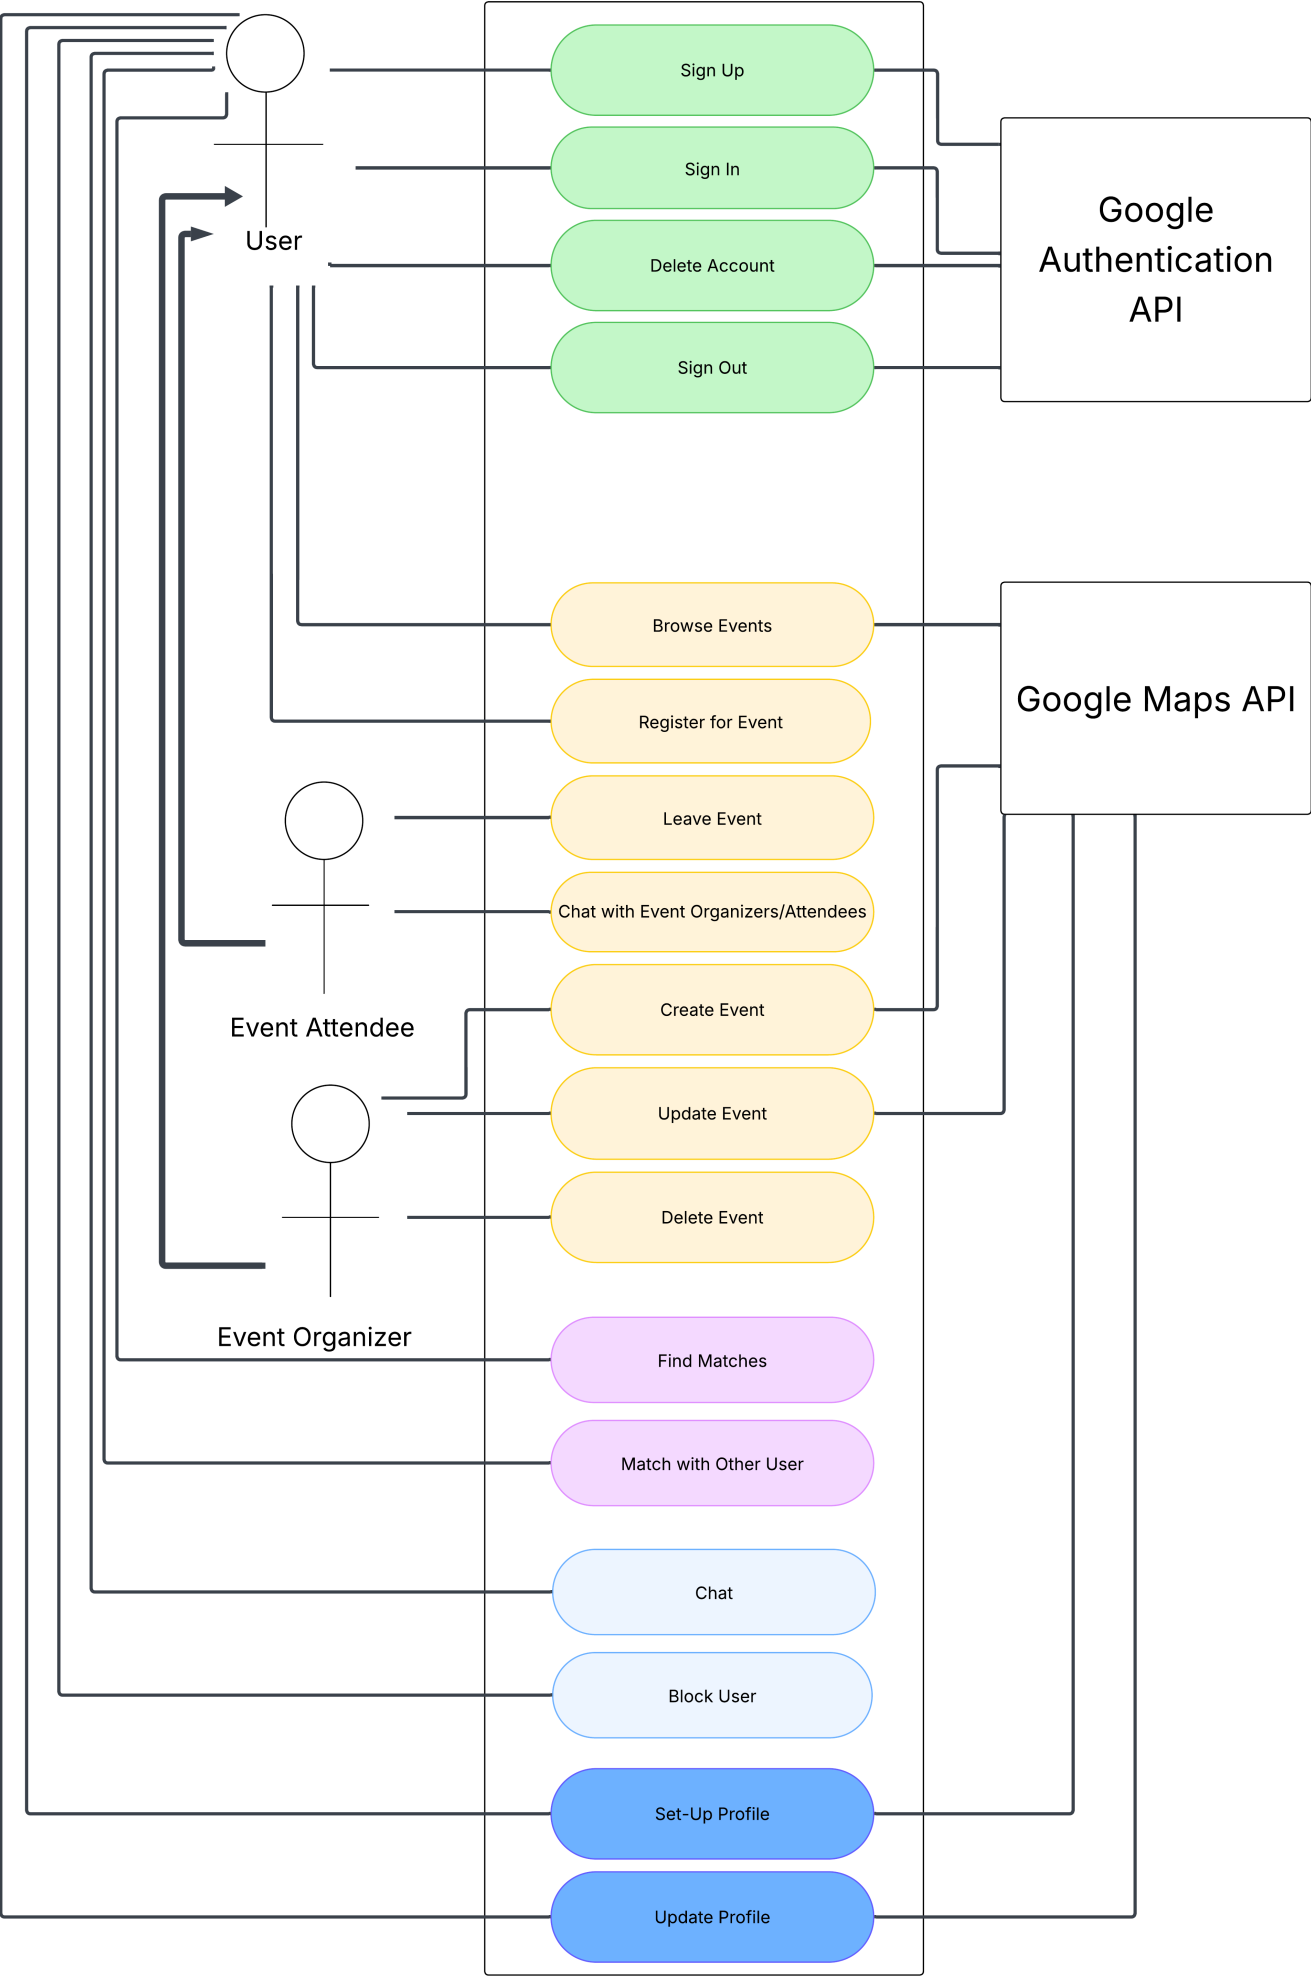 Sign Up
Sign In
User
Delete Account
Sign Out
Google
Authentication
API
Browse Events
Google Maps API
Register for Event
Leave Event
Chat with Event Organizers/Attendees
Create Event
Event Attendee
Update Event
Delete Event
Event Organizer
Find Matches
Match with Other User
Chat
Block User
Set-Up Profile
Update Profile